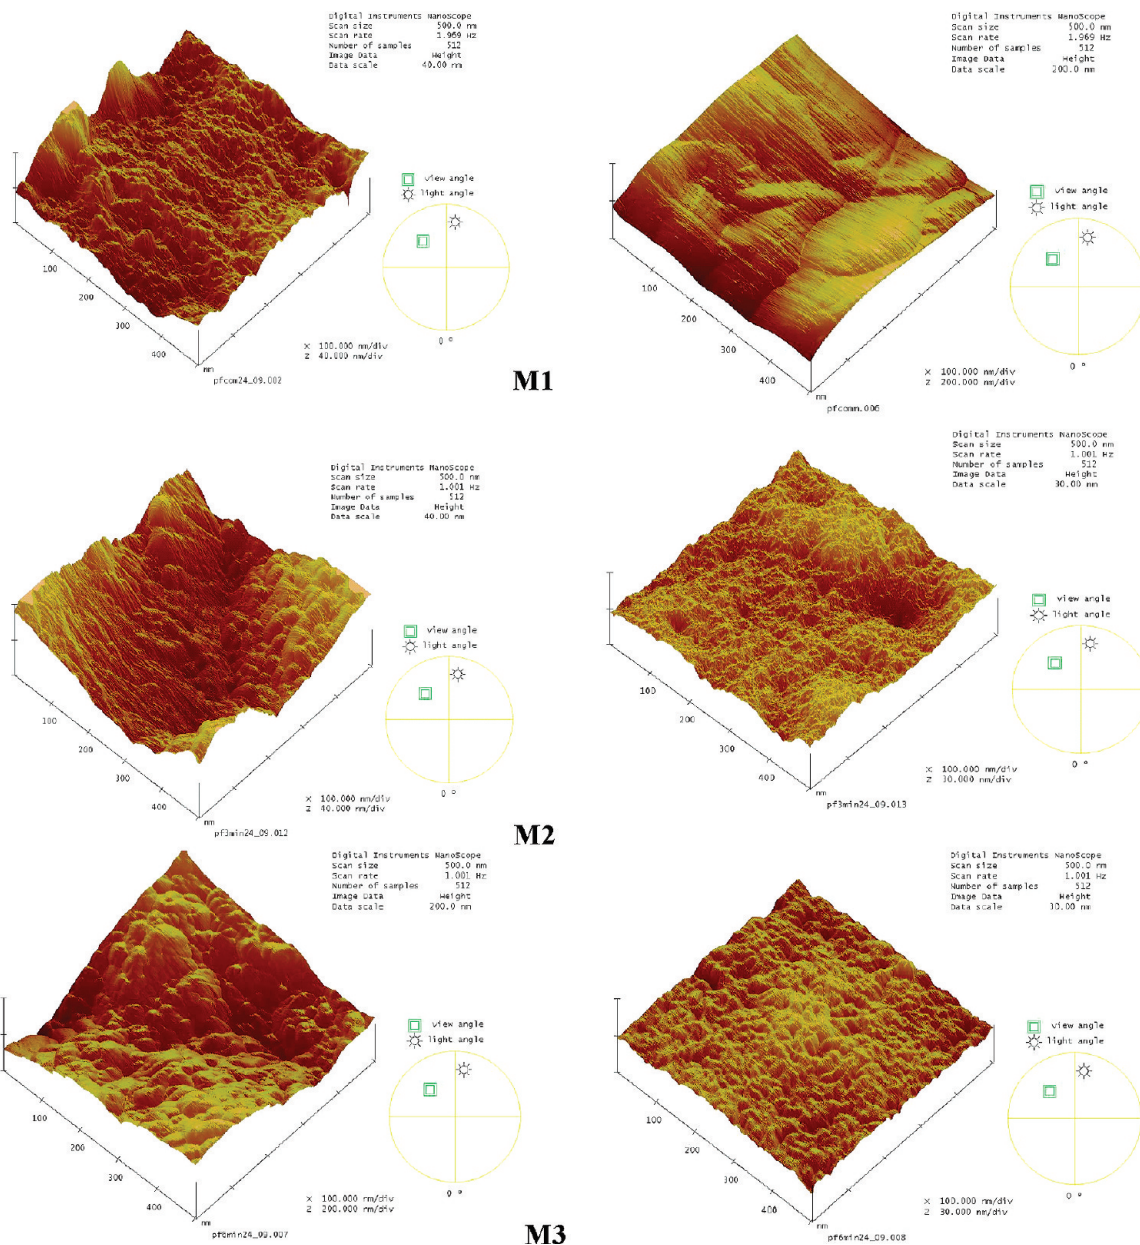 Digital Instruments NanoScope
Scan size 500.0 nm
Scan rate 1.969 Hz
Number of samples 512
Image Data Height
Data scale 40.00 nm
view angle
light angle
0 °
100
200
300
400
nm
X 100.000 nm/div
Z 40.000 nm/div
pfcom24_09.002
Digital Instruments NanoScope
Scan size 500.0 nm
Scan rate 1.969 Hz
Number of samples 512
Image Data Height
Data scale 200.0 nm
view angle
light angle
0 °
100
200
300
400
nm
X 100.000 nm/div
Z 200.000 nm/div
pfcomm.006
M1
Digital Instruments NanoScope
Scan size 500.0 nm
Scan rate 1.001 Hz
Number of samples 512
Image Data Height
Data scale 40.00 nm
view angle
light angle
0 °
100
200
300
400
nm
X 100.000 nm/div
Z 40.000 nm/div
pf3min24_09.012
Digital Instruments NanoScope
Scan size 500.0 nm
Scan rate 1.001 Hz
Number of samples 512
Image Data Height
Data scale 30.00 nm
view angle
light angle
0 °
100
200
300
400
nm
X 100.000 nm/div
Z 30.000 nm/div
pf3min24_09.013
M2
Digital Instruments NanoScope
Scan size 500.0 nm
Scan rate 1.001 Hz
Number of samples 512
Image Data Height
Data scale 200.0 nm
view angle
light angle
0 °
100
200
300
400
nm
X 100.000 nm/div
Z 200.000 nm/div
pf6min24_09.007
Digital Instruments NanoScope
Scan size 500.0 nm
Scan rate 1.001 Hz
Number of samples 512
Image Data Height
Data scale 30.00 nm
view angle
light angle
0 °
100
200
300
400
nm
X 100.000 nm/div
Z 30.000 nm/div
pf6min24_09.008
M3